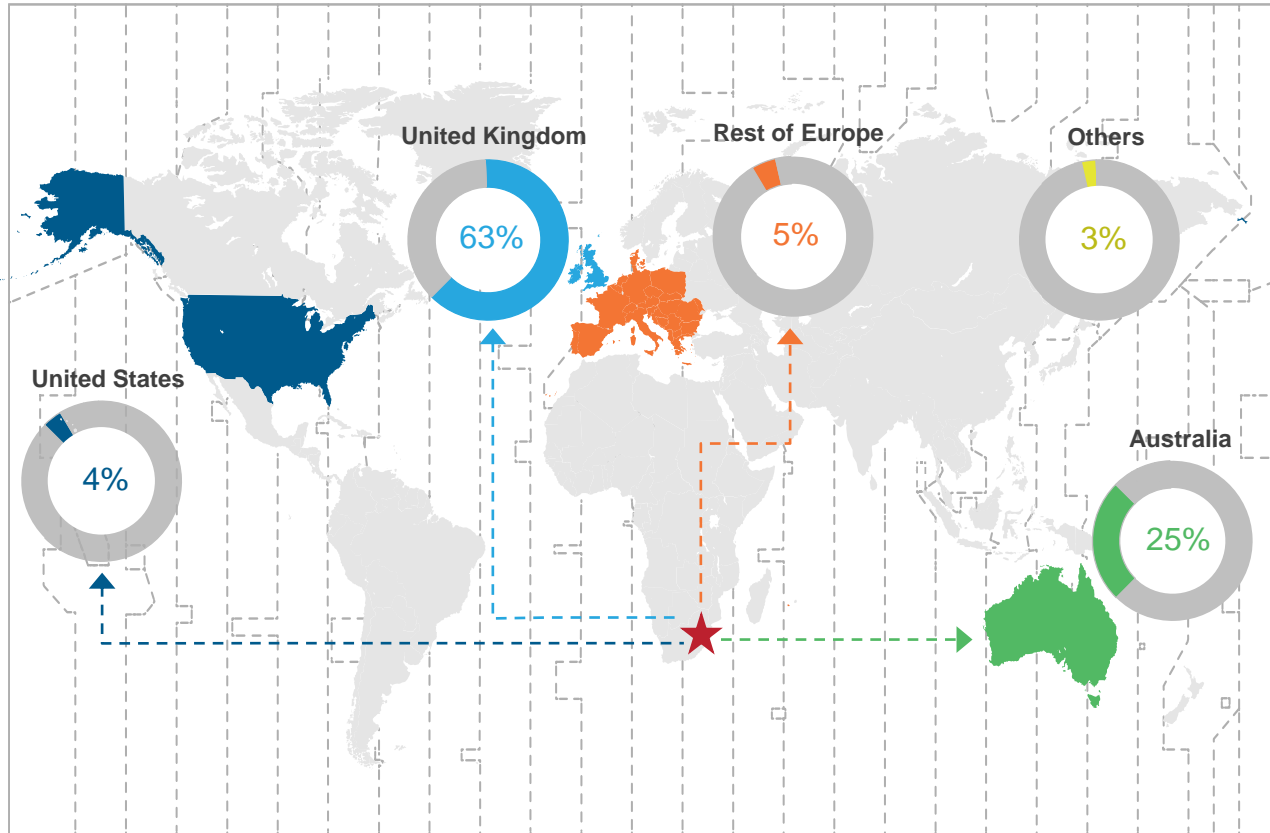 United Kingdom
63%
Rest of Europe
5%
Others
3%
United States
4%
Australia
25%